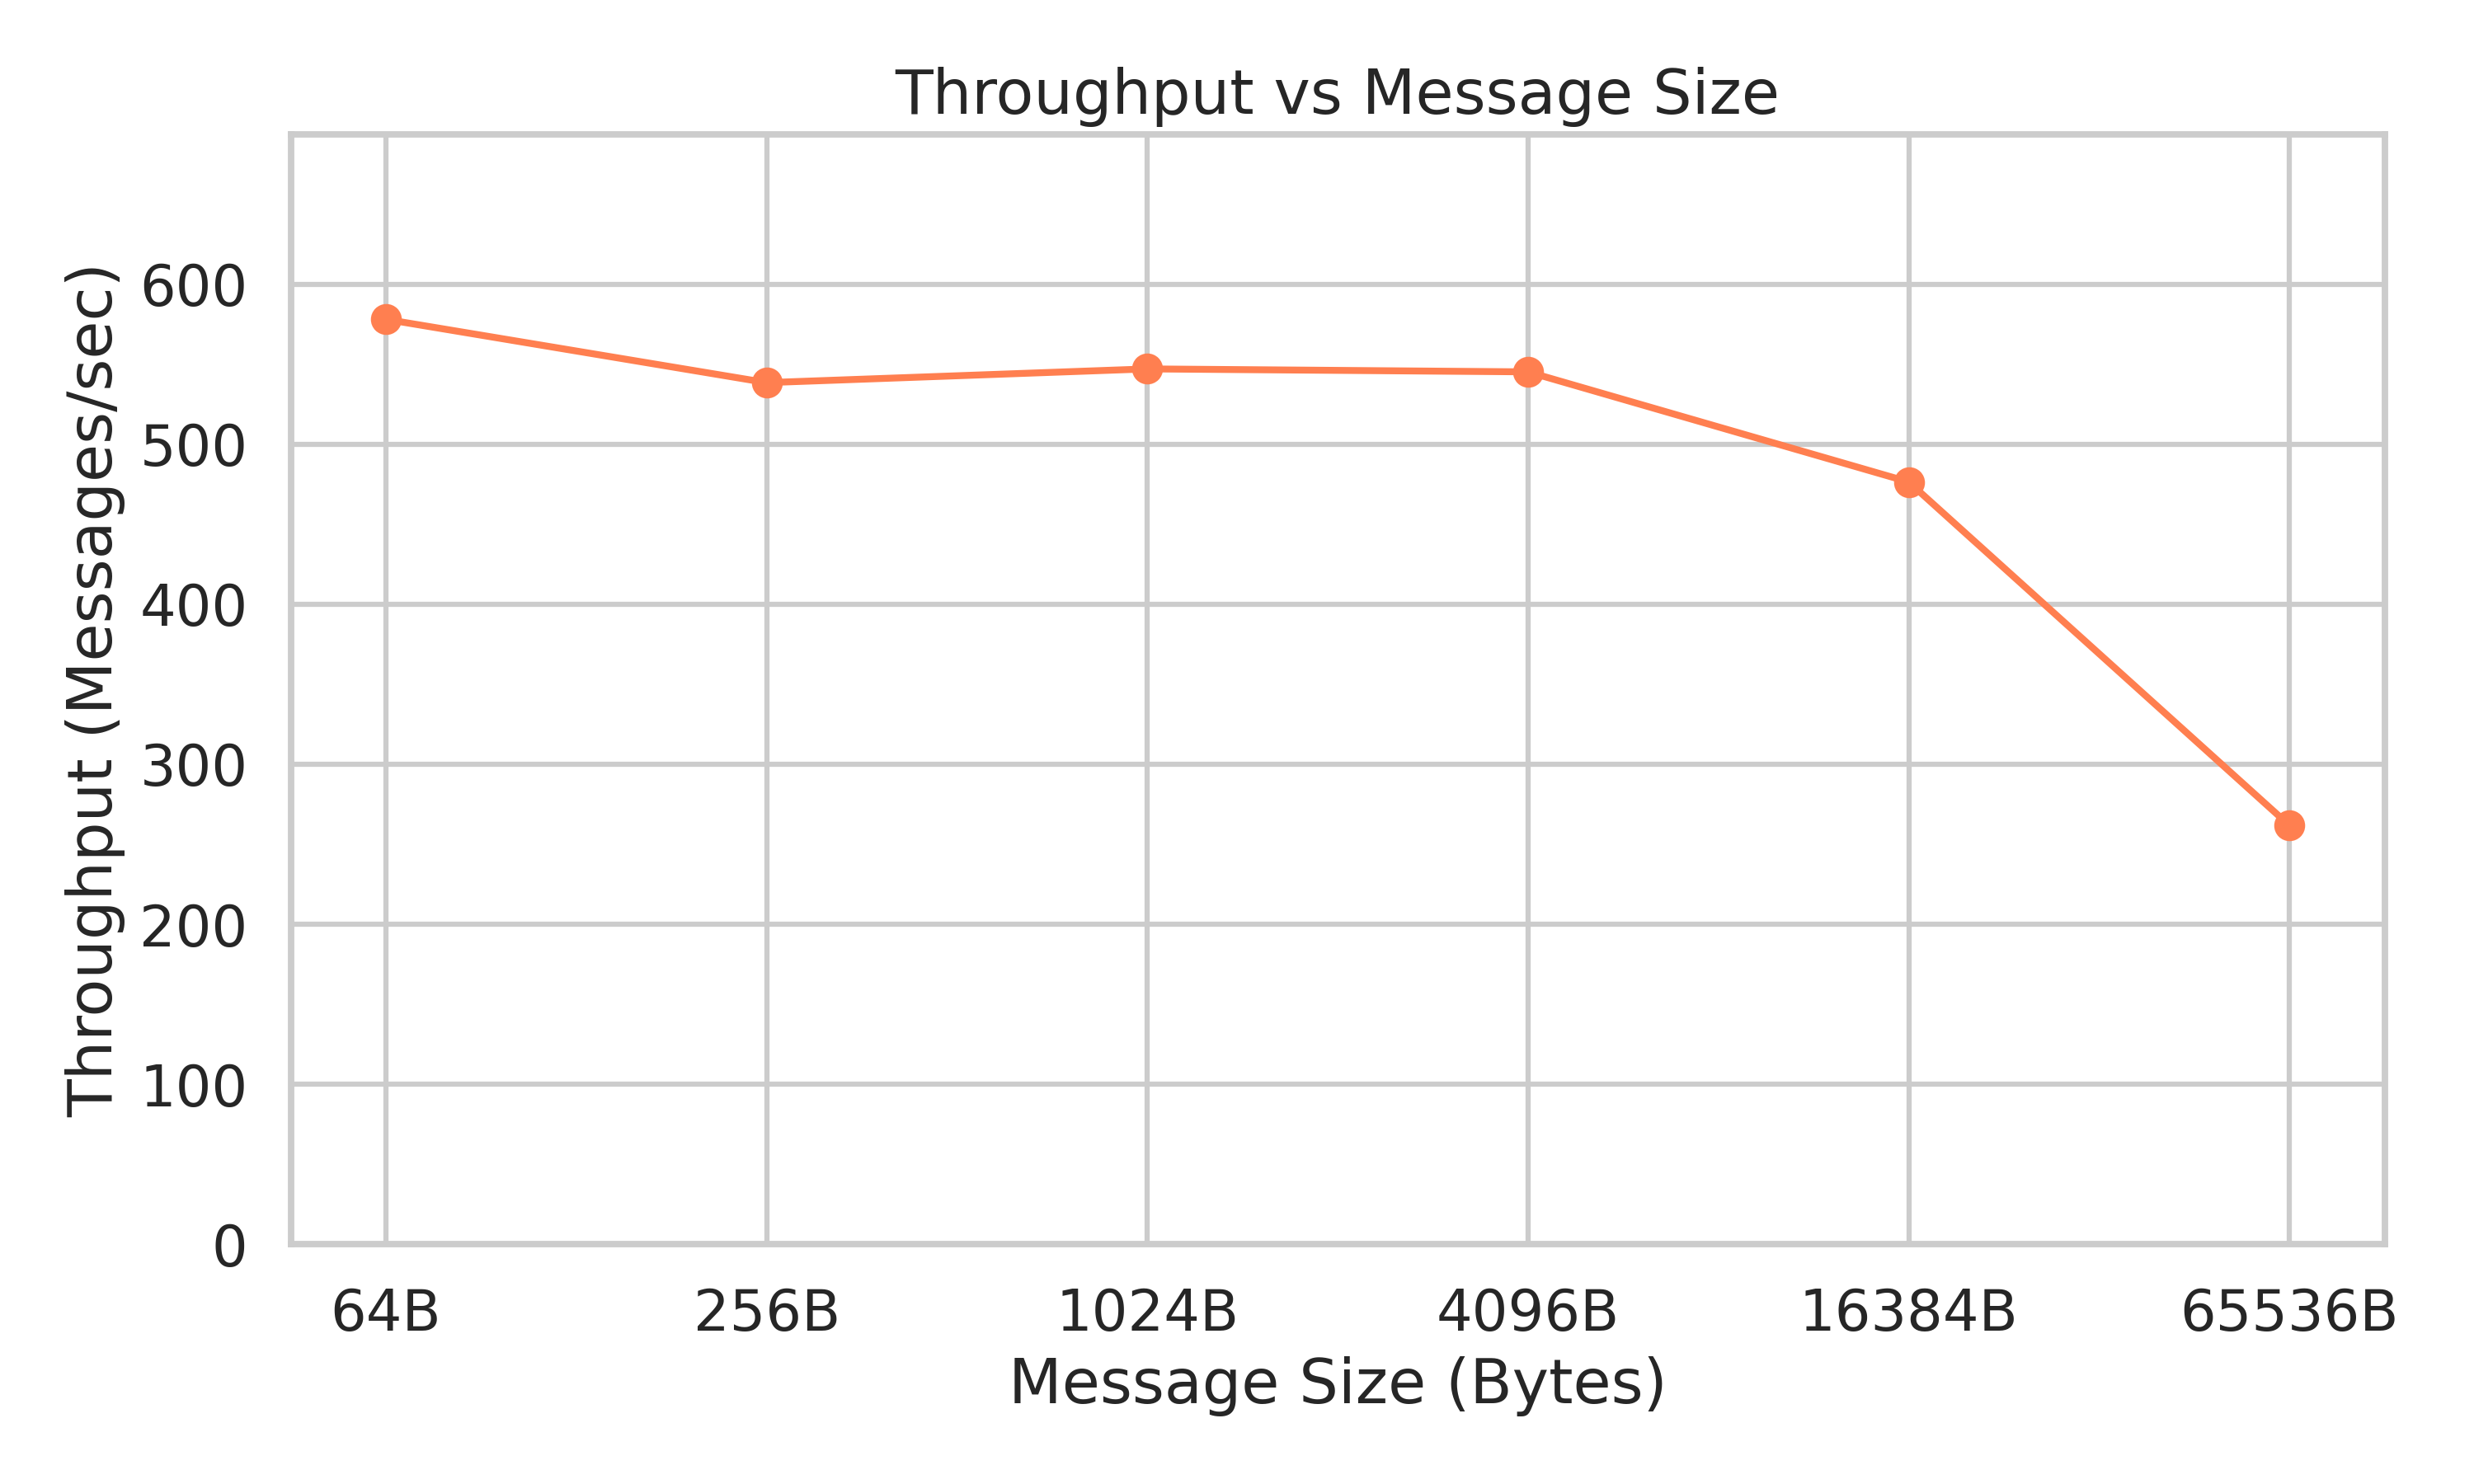 Throughput vs Message Size
Throughput (Messages/sec)
600
500
400
300
200
100
0
64B 256B 1024B 4096B 16384B 65536B
Message Size (Bytes)